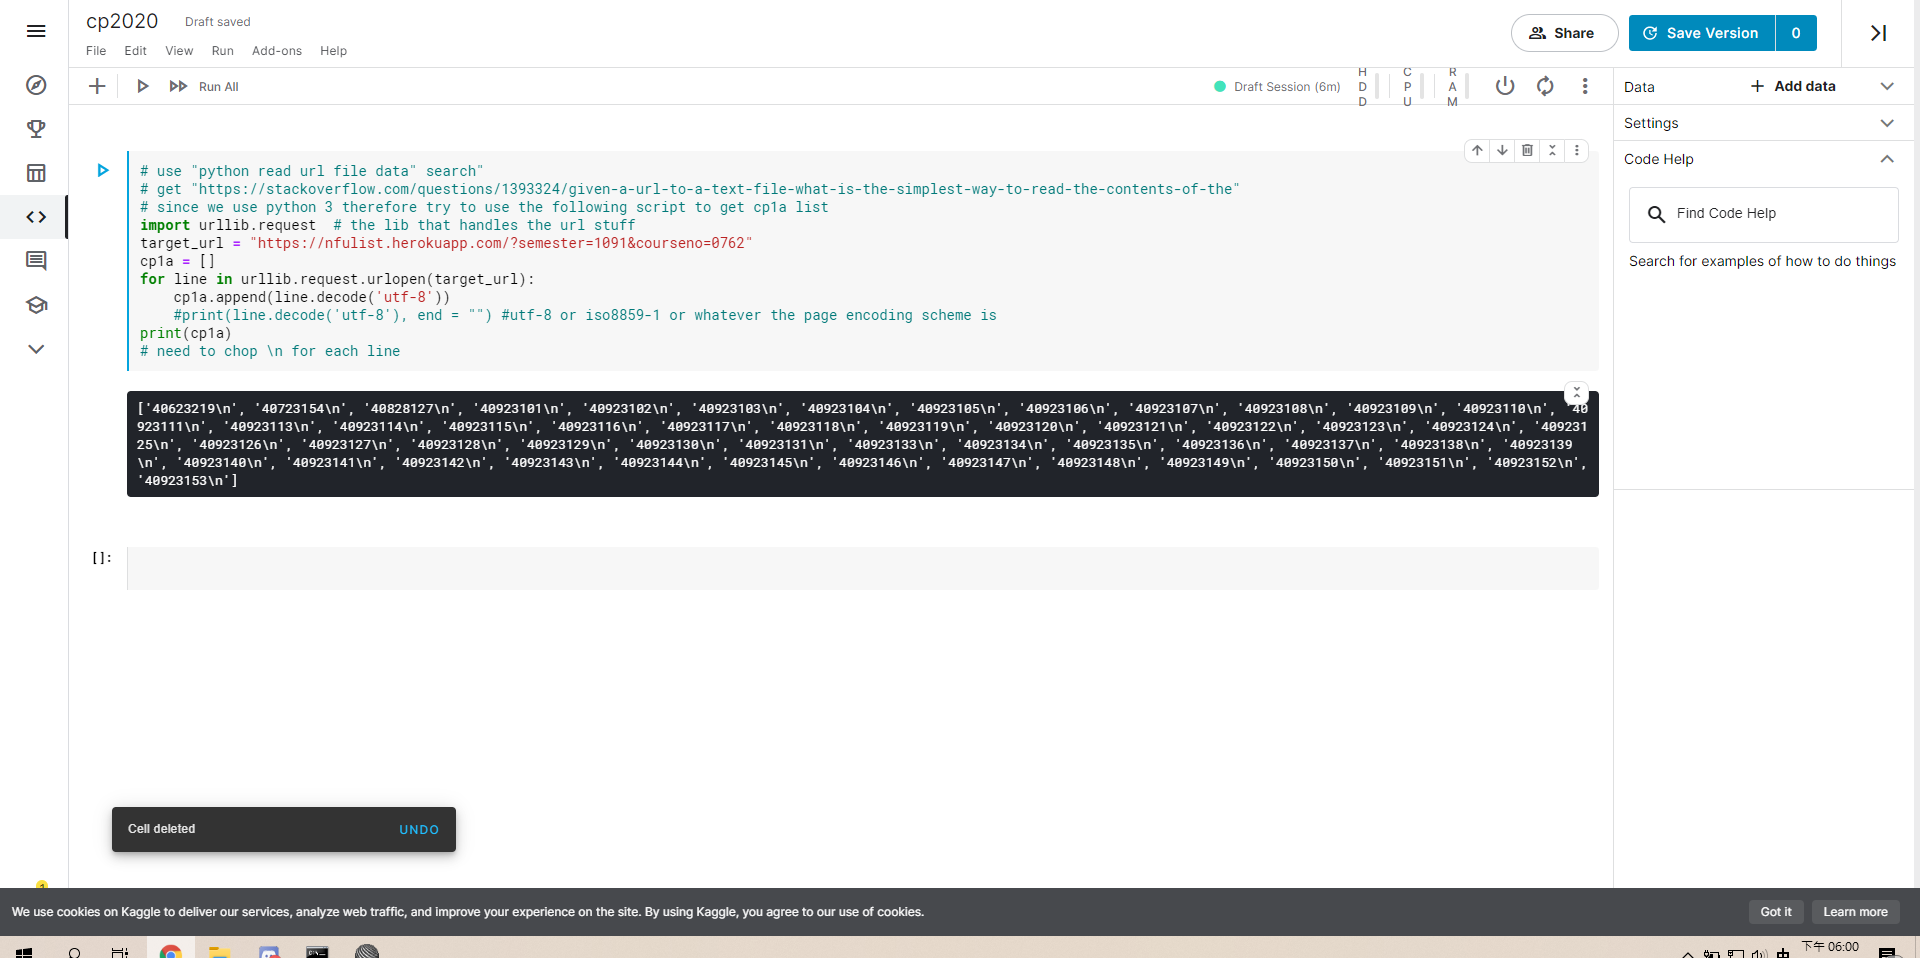 cp2020
Draft saved
File Edit View Run Add-ons Help
Share
Save Version 0
Run All
Draft Session (6m)
HDD
CPU
RAM
Data
Add data
Settings
Code Help
Find Code Help
Search for examples of how to do things
# use "python read url file data" search"
# get "https://stackoverflow.com/questions/1393324/given-a-url-to-a-text-file-what-is-the-simplest-way-to-read-the-contents-of-the"
# since we use python 3 therefore try to use the following script to get cp1a list
import urllib.request  # the lib that handles the url stuff
target_url = "https://nfulist.herokuapp.com/?semester=1091&courseno=0762"
cp1a = []
for line in urllib.request.urlopen(target_url):
    cp1a.append(line.decode('utf-8'))
    #print(line.decode('utf-8'), end = "") #utf-8 or iso8859-1 or whatever the page encoding scheme is
print(cp1a)
# need to chop \n for each line
['40623219\n', '40723154\n', '40828127\n', '40923101\n', '40923102\n', '40923103\n', '40923104\n', '40923105\n', '40923106\n', '40923107\n', '40923108\n', '40923109\n', '40923110\n', '40
923111\n', '40923113\n', '40923114\n', '40923115\n', '40923116\n', '40923117\n', '40923118\n', '40923119\n', '40923120\n', '40923121\n', '40923122\n', '40923123\n', '40923124\n', '409231
25\n', '40923126\n', '40923127\n', '40923128\n', '40923129\n', '40923130\n', '40923131\n', '40923133\n', '40923134\n', '40923135\n', '40923136\n', '40923137\n', '40923138\n', '40923139
\n', '40923140\n', '40923141\n', '40923142\n', '40923143\n', '40923144\n', '40923145\n', '40923146\n', '40923147\n', '40923148\n', '40923149\n', '40923150\n', '40923151\n', '40923152\n',
'40923153\n']
[]:
Cell deleted UNDO
1
We use cookies on Kaggle to deliver our services, analyze web traffic, and improve your experience on the site. By using Kaggle, you agree to our use of cookies.
Got it
Learn more
中
下午 06:00